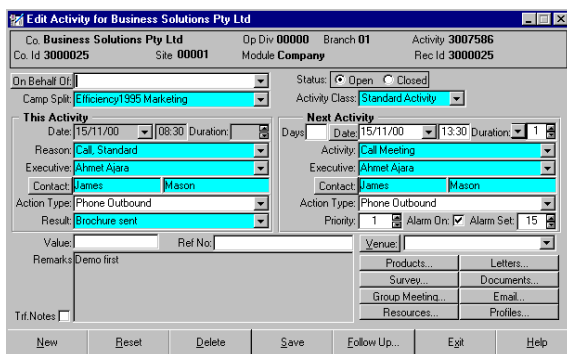 Edit Activity for Business Solutions Pty Ltd
Co. Business Solutions Pty Ltd Op Div 00000 Branch 01 Activity 3007586
Co. Id 3000025 Site 00001 Module Company Rec Id 3000025
On Behalf Of: Status: Open Closed
Camp Split: Efficiency1995 Marketing Activity Class: Standard Activity
This Activity Next Activity
Date: 15/11/00 08:30 Duration: Days Date: 15/11/00 13:30 Duration: 1
Reason: Call, Standard Activity: Call Meeting
Executive: Ahmet Ajara Executive: Ahmet Ajara
Contact: James Mason Contact: James Mason
Action Type: Phone Outbound Action Type: Phone Outbound
Result: Brochure sent Priority: 1 Alarm On: Alarm Set: 15
Value: Ref No: Venue:
Remarks Demo first Products... Letters...
Survey... Documents...
Group Meeting... Email...
Trf.Notes Resources... Profiles...
New Reset Delete Save Follow Up... Exit Help